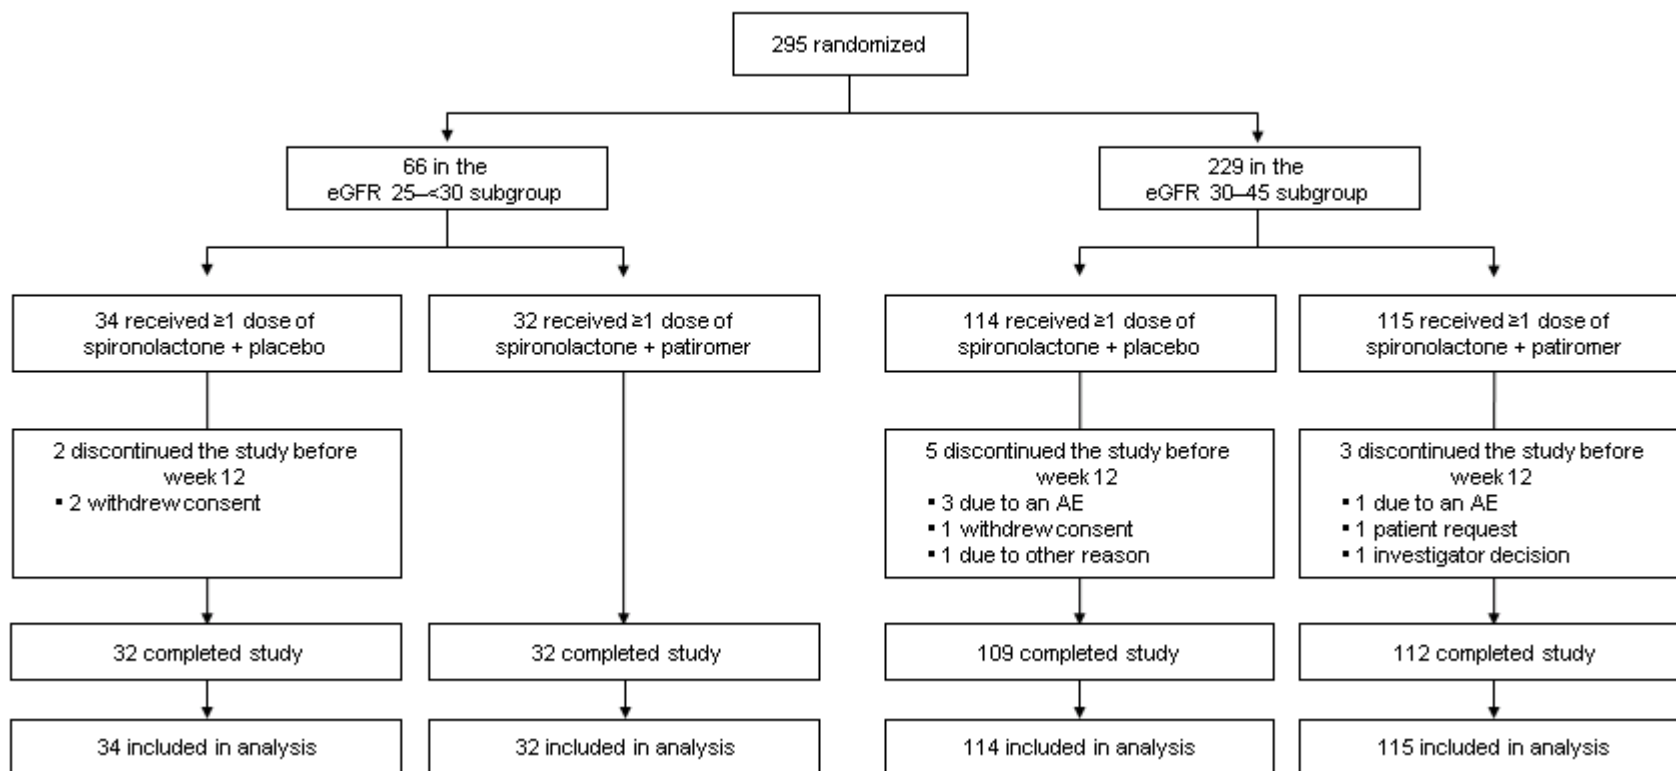 295 randomized
66 in the
eGFR 25–<30 subgroup
229 in the
eGFR 30–45 subgroup
34 received ≥1 dose of
spironolactone + placebo
32 received ≥1 dose of
spironolactone + patiromer
114 received ≥1 dose of
spironolactone + placebo
115 received ≥1 dose of
spironolactone + patiromer
2 discontinued the study before
week 12
▪ 2 withdrew consent
5 discontinued the study before
week 12
▪ 3 due to an AE
▪ 1 withdrew consent
▪ 1 due to other reason
3 discontinued the study before
week 12
▪ 1 due to an AE
▪ 1 patient request
▪ 1 investigator decision
32 completed study
32 completed study
109 completed study
112 completed study
34 included in analysis
32 included in analysis
114 included in analysis
115 included in analysis